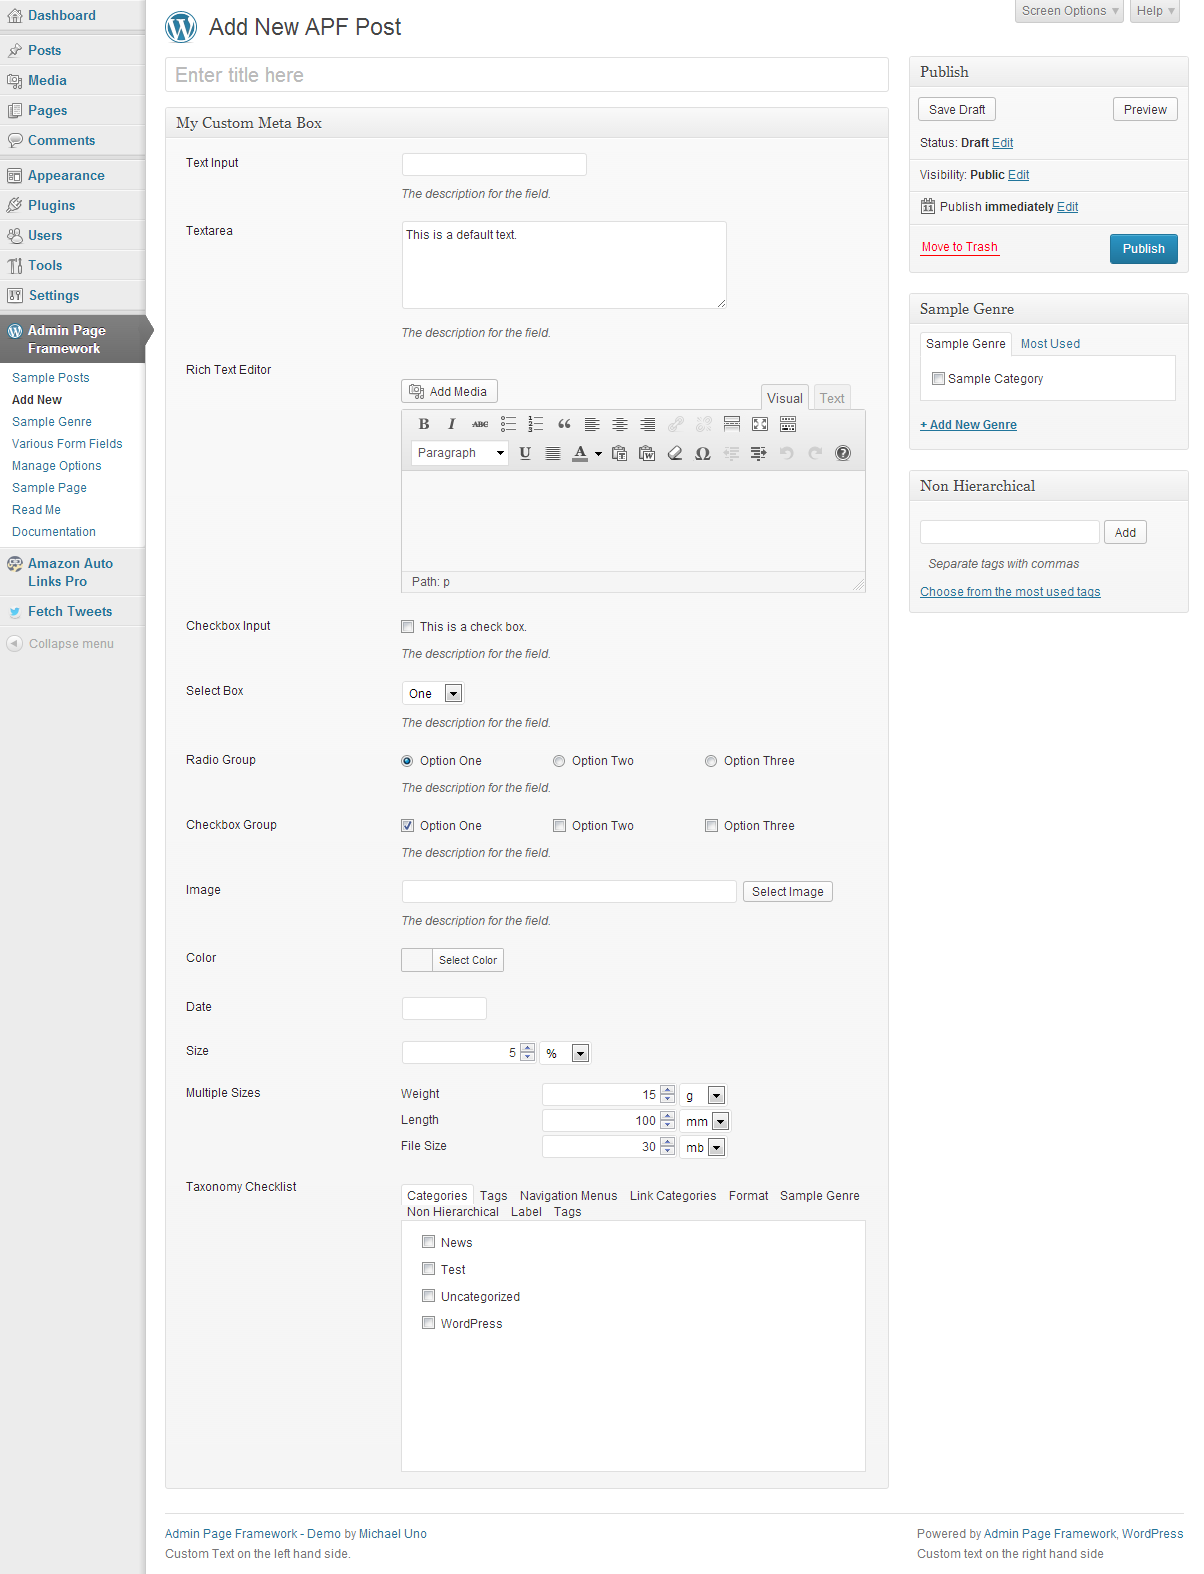 Dashboard
Posts
Media
Pages
Comments
Appearance
Plugins
Users
Tools
Settings
Admin Page
Framework
Sample Posts
Add New
Sample Genre
Various Form Fields
Manage Options
Sample Page
Read Me
Documentation
Amazon Auto
Links Pro
Fetch Tweets
Collapse menu
Screen Options Help
Add New APF Post
Enter title here
My Custom Meta Box
Text Input
The description for the field.
Textarea
This is a default text.
The description for the field.
Rich Text Editor
Add Media
Visual Text
B I ABC
Paragraph U A Ω ?
Path: p
Checkbox Input
This is a check box.
The description for the field.
Select Box
One
The description for the field.
Radio Group
Option One Option Two Option Three
The description for the field.
Checkbox Group
Option One Option Two Option Three
The description for the field.
Image
Select Image
The description for the field.
Color
Select Color
Date
Size
5 %
Multiple Sizes
Weight 15 g
Length 100 mm
File Size 30 mb
Taxonomy Checklist
Categories Tags Navigation Menus Link Categories Format Sample Genre
Non Hierarchical Label Tags
News
Test
Uncategorized
WordPress
Publish
Save Draft Preview
Status: Draft Edit
Visibility: Public Edit
11 Publish immediately Edit
Move to Trash Publish
Sample Genre
Sample Genre Most Used
Sample Category
+ Add New Genre
Non Hierarchical
Add
Separate tags with commas
Choose from the most used tags
Admin Page Framework - Demo by Michael Uno
Custom Text on the left hand side.
Powered by Admin Page Framework, WordPress
Custom text on the right hand side